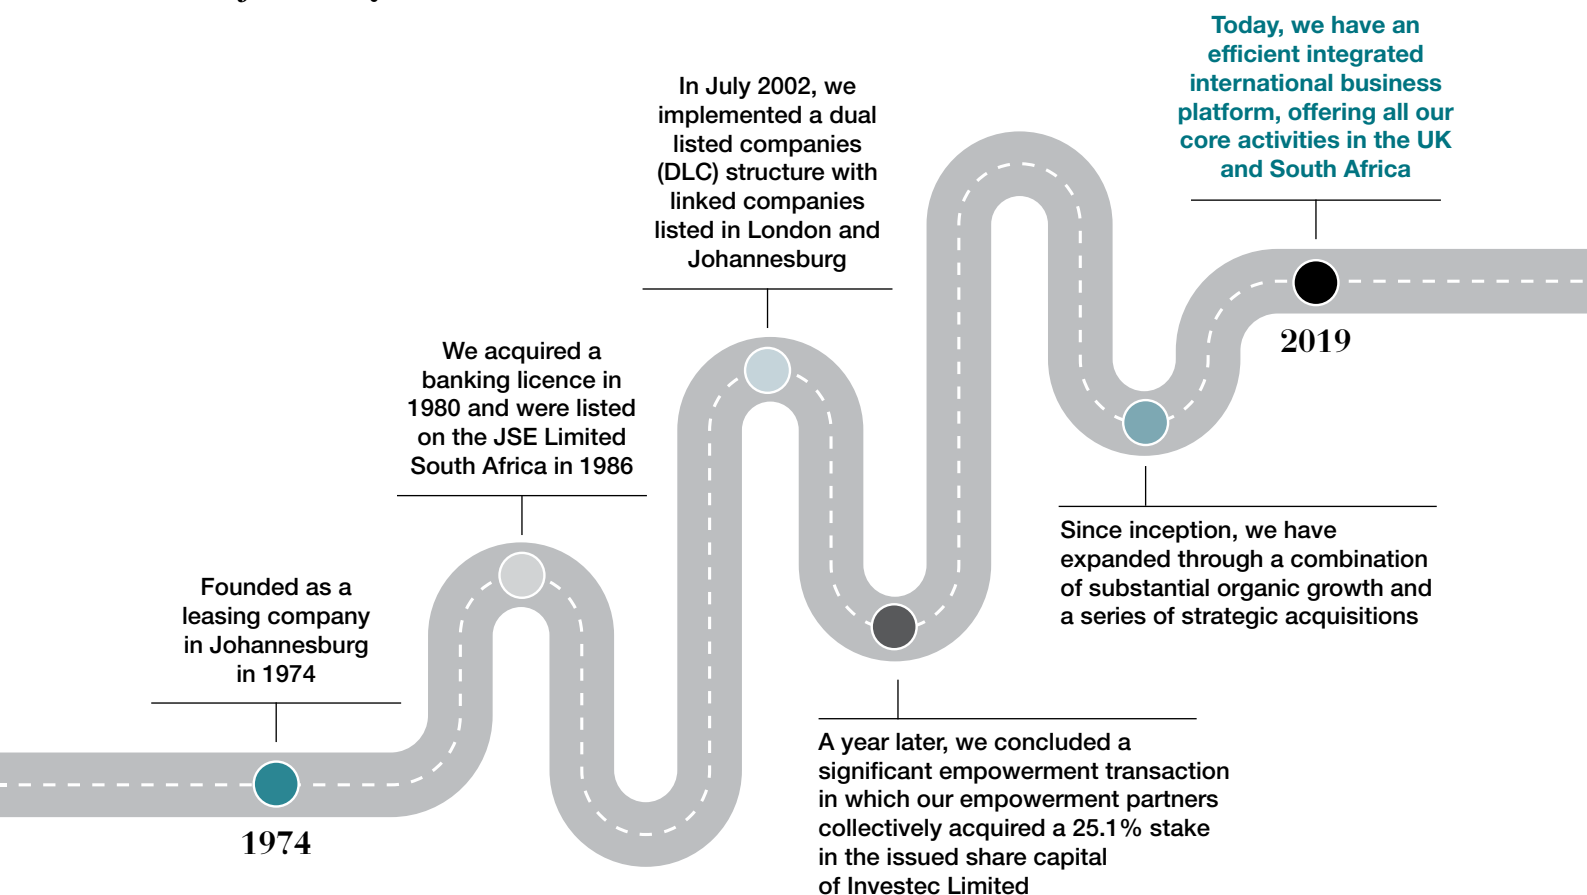 Founded as a
leasing company
in Johannesburg
in 1974
1974
We acquired a
banking licence in
1980 and were listed
on the JSE Limited
South Africa in 1986
In July 2002, we
implemented a dual
listed companies
(DLC) structure with
linked companies
listed in London and
Johannesburg
A year later, we concluded a
significant empowerment transaction
in which our empowerment partners
collectively acquired a 25.1% stake
in the issued share capital
of Investec Limited
Since inception, we have
expanded through a combination
of substantial organic growth and
a series of strategic acquisitions
Today, we have an
efficient integrated
international business
platform, offering all our
core activities in the UK
and South Africa
2019